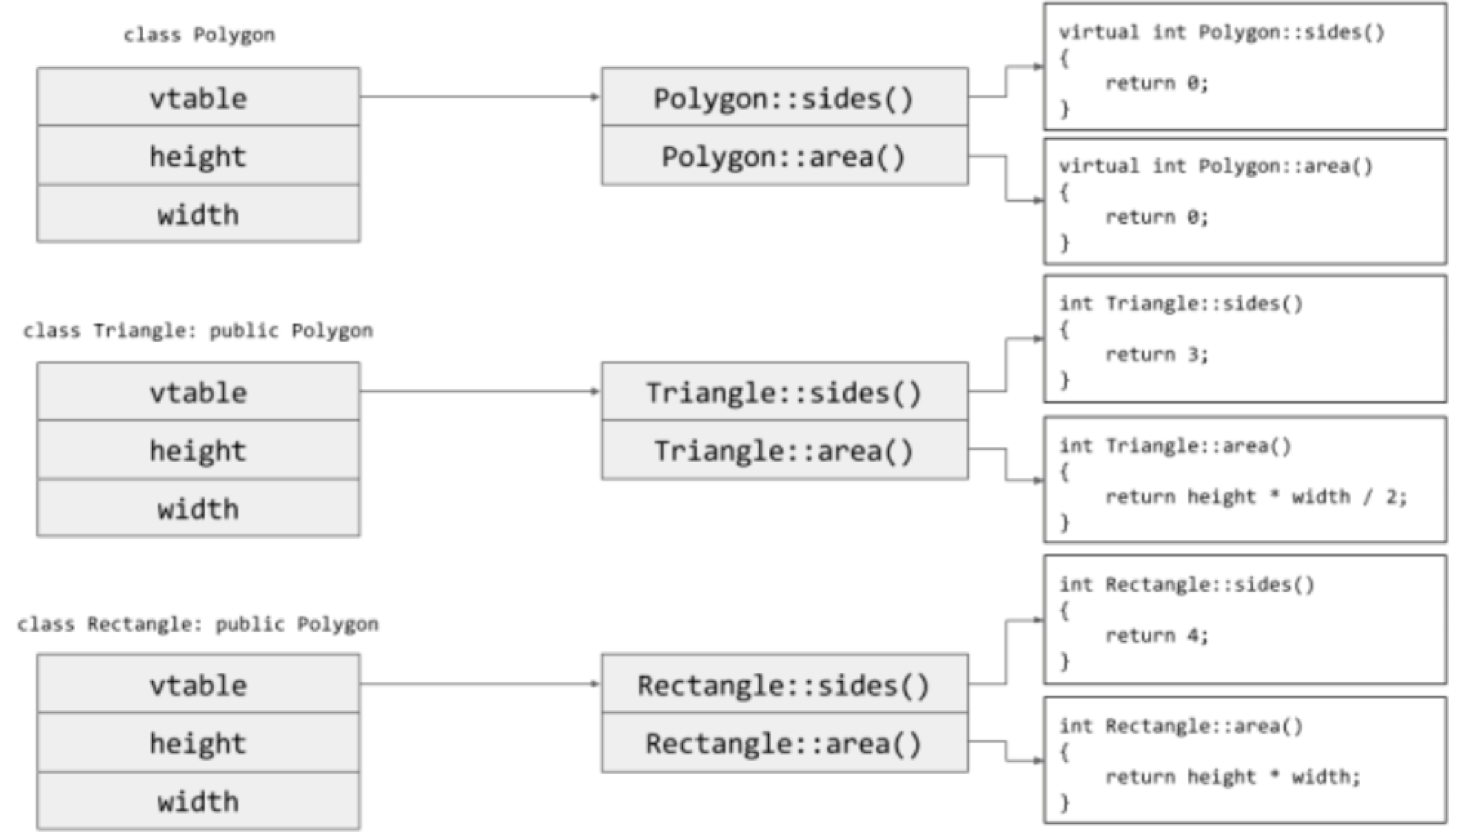 class Polygon
vtable
height
width
Polygon::sides()
Polygon::area()
virtual int Polygon::sides()
{
    return 0;
}
virtual int Polygon::area()
{
    return 0;
}
class Triangle: public Polygon
vtable
height
width
Triangle::sides()
Triangle::area()
int Triangle::sides()
{
    return 3;
}
int Triangle::area()
{
    return height * width / 2;
}
class Rectangle: public Polygon
vtable
height
width
Rectangle::sides()
Rectangle::area()
int Rectangle::sides()
{
    return 4;
}
int Rectangle::area()
{
    return height * width;
}